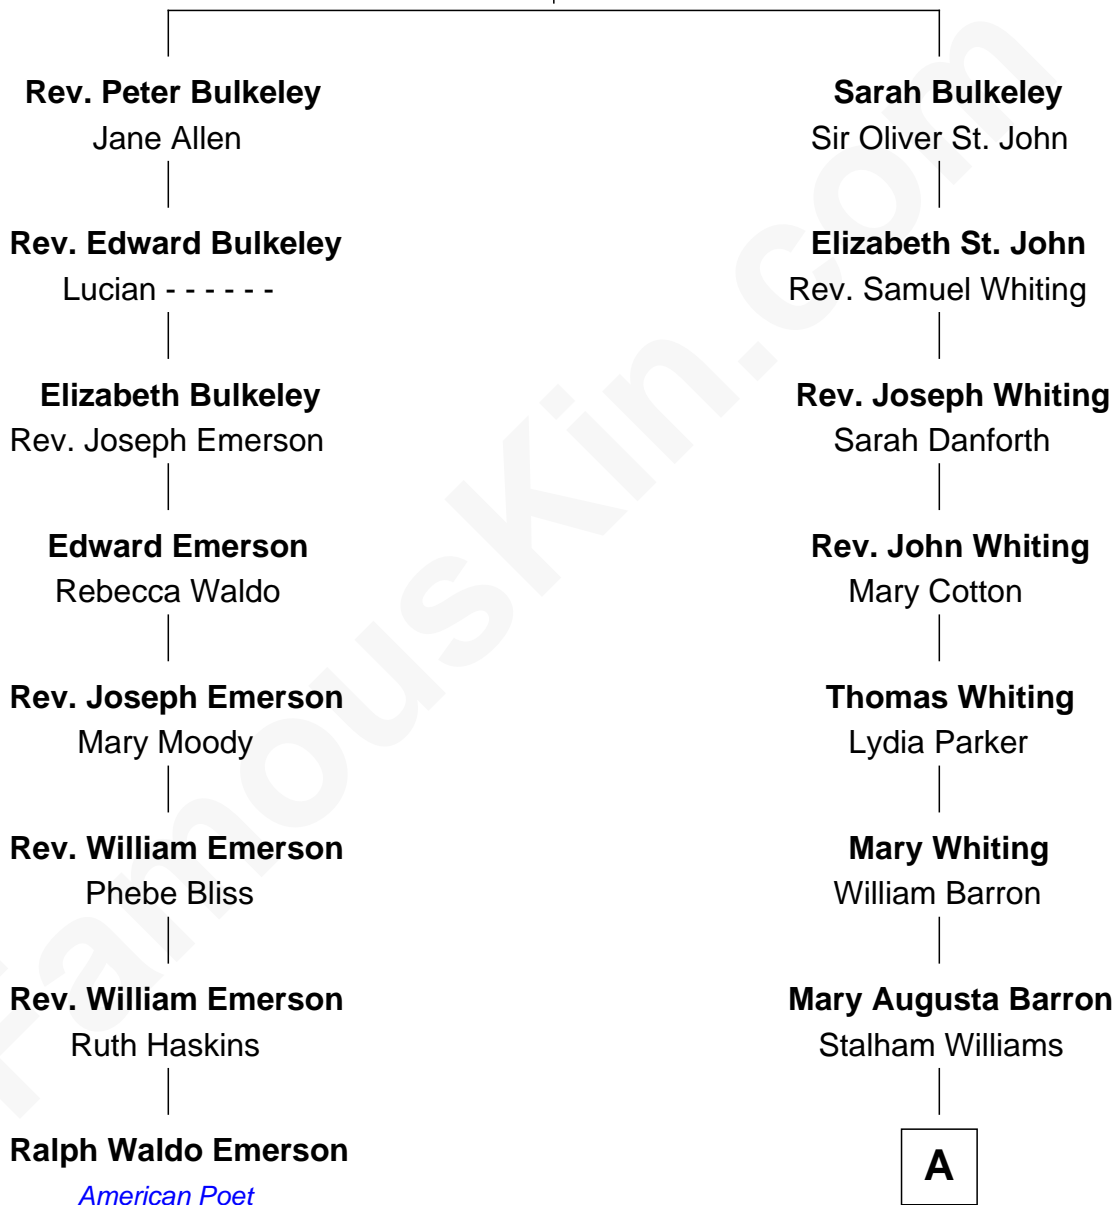 Rev. Peter Bulkeley
Jane Allen
Rev. Edward Bulkeley
Lucian - - - - - -
Elizabeth Bulkeley
Rev. Joseph Emerson
Edward Emerson
Rebecca Waldo
Rev. Joseph Emerson
Mary Moody
Rev. William Emerson
Phebe Bliss
Rev. William Emerson
Ruth Haskins
Ralph Waldo Emerson
American Poet
Sarah Bulkeley
Sir Oliver St. John
Elizabeth St. John
Rev. Samuel Whiting
Rev. Joseph Whiting
Sarah Danforth
Rev. John Whiting
Mary Cotton
Thomas Whiting
Lydia Parker
Mary Whiting
William Barron
Mary Augusta Barron
Stalham Williams
A
FamousKin.com